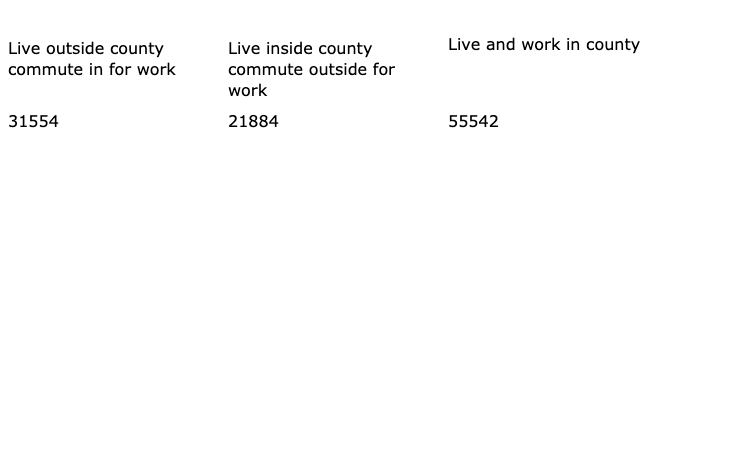 Live outside county
commute in for work
31554
Live inside county
commute outside for
work
21884
Live and work in county
55542